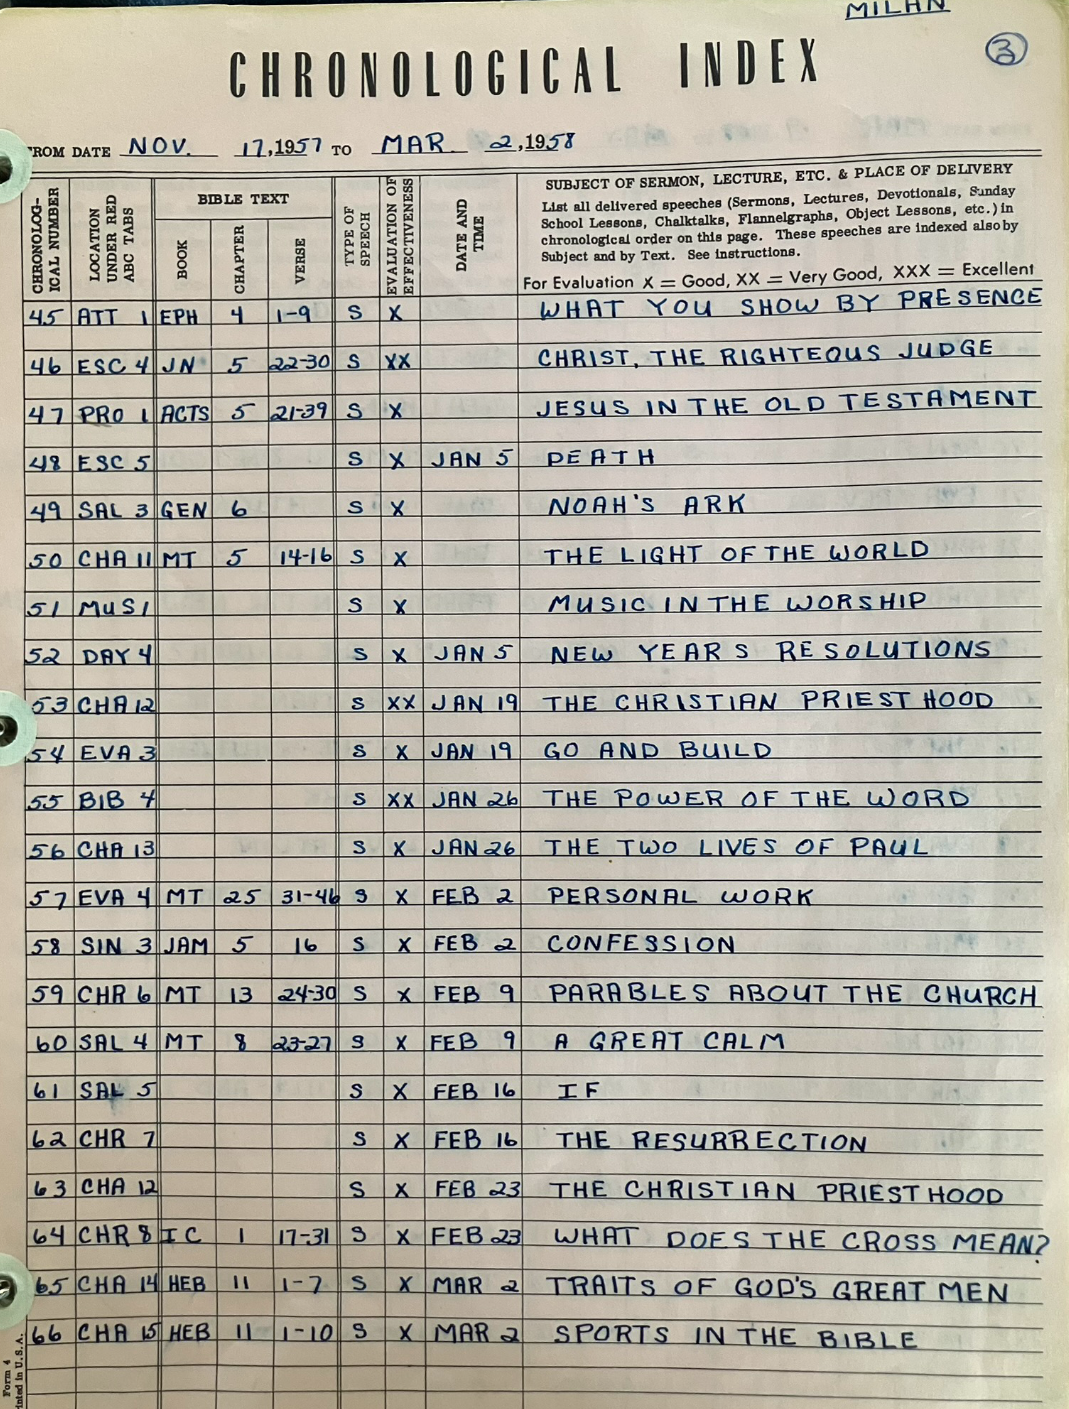 MILAN
3
CHRONOLOGICAL INDEX
FROM DATE NOV. 17, 1957 TO MAR. 2, 1958
CHRONOLOG-ICAL NUMBER
LOCATION UNDER RED ABC TABS
BIBLE TEXT
BOOK
CHAPTER
VERSE
TYPE OF SPEECH
EVALUATION OF EFFECTIVENESS
DATE AND TIME
SUBJECT OF SERMON, LECTURE, ETC. & PLACE OF DELIVERY
List all delivered speeches (Sermons, Lectures, Devotionals, Sunday
School Lessons, Chalktalks, Flannelgraphs, Object Lessons, etc.) in
chronological order on this page. These speeches are indexed also by
Subject and by Text. See instructions.
For Evaluation X = Good, XX = Very Good, XXX = Excellent
45 ATT 1 EPH 4 1-9 S X WHAT YOU SHOW BY PRESENCE
46 ESC 4 JN 5 22-30 S XX CHRIST, THE RIGHTEOUS JUDGE
47 PRO 1 ACTS 5 21-39 S X JESUS IN THE OLD TESTAMENT
48 ESC 5 S X JAN 5 DEATH
49 SAL 3 GEN 6 S X NOAH'S ARK
50 CHA 11 MT 5 14-16 S X THE LIGHT OF THE WORLD
51 MUS 1 S X MUSIC IN THE WORSHIP
52 DAY 4 S X JAN 5 NEW YEARS RESOLUTIONS
53 CHA 12 S XX JAN 19 THE CHRISTIAN PRIESTHOOD
54 EVA 3 S X JAN 19 GO AND BUILD
55 BIB 4 S XX JAN 26 THE POWER OF THE WORD
56 CHA 13 S X JAN 26 THE TWO LIVES OF PAUL
57 EVA 4 MT 25 31-46 S X FEB 2 PERSONAL WORK
58 SIN 3 JAM 5 16 S X FEB 2 CONFESSION
59 CHR 6 MT 13 24-30 S X FEB 9 PARABLES ABOUT THE CHURCH
60 SAL 4 MT 8 23-27 S X FEB 9 A GREAT CALM
61 SAL 5 S X FEB 16 IF
62 CHR 7 S X FEB 16 THE RESURRECTION
63 CHA 12 S X FEB 23 THE CHRISTIAN PRIESTHOOD
64 CHR 8 I C 1 17-31 S X FEB 23 WHAT DOES THE CROSS MEAN?
65 CHA 14 HEB 11 1-7 S X MAR 2 TRAITS OF GOD'S GREAT MEN
66 CHA 15 HEB 11 1-10 S X MAR 2 SPORTS IN THE BIBLE
Form 4